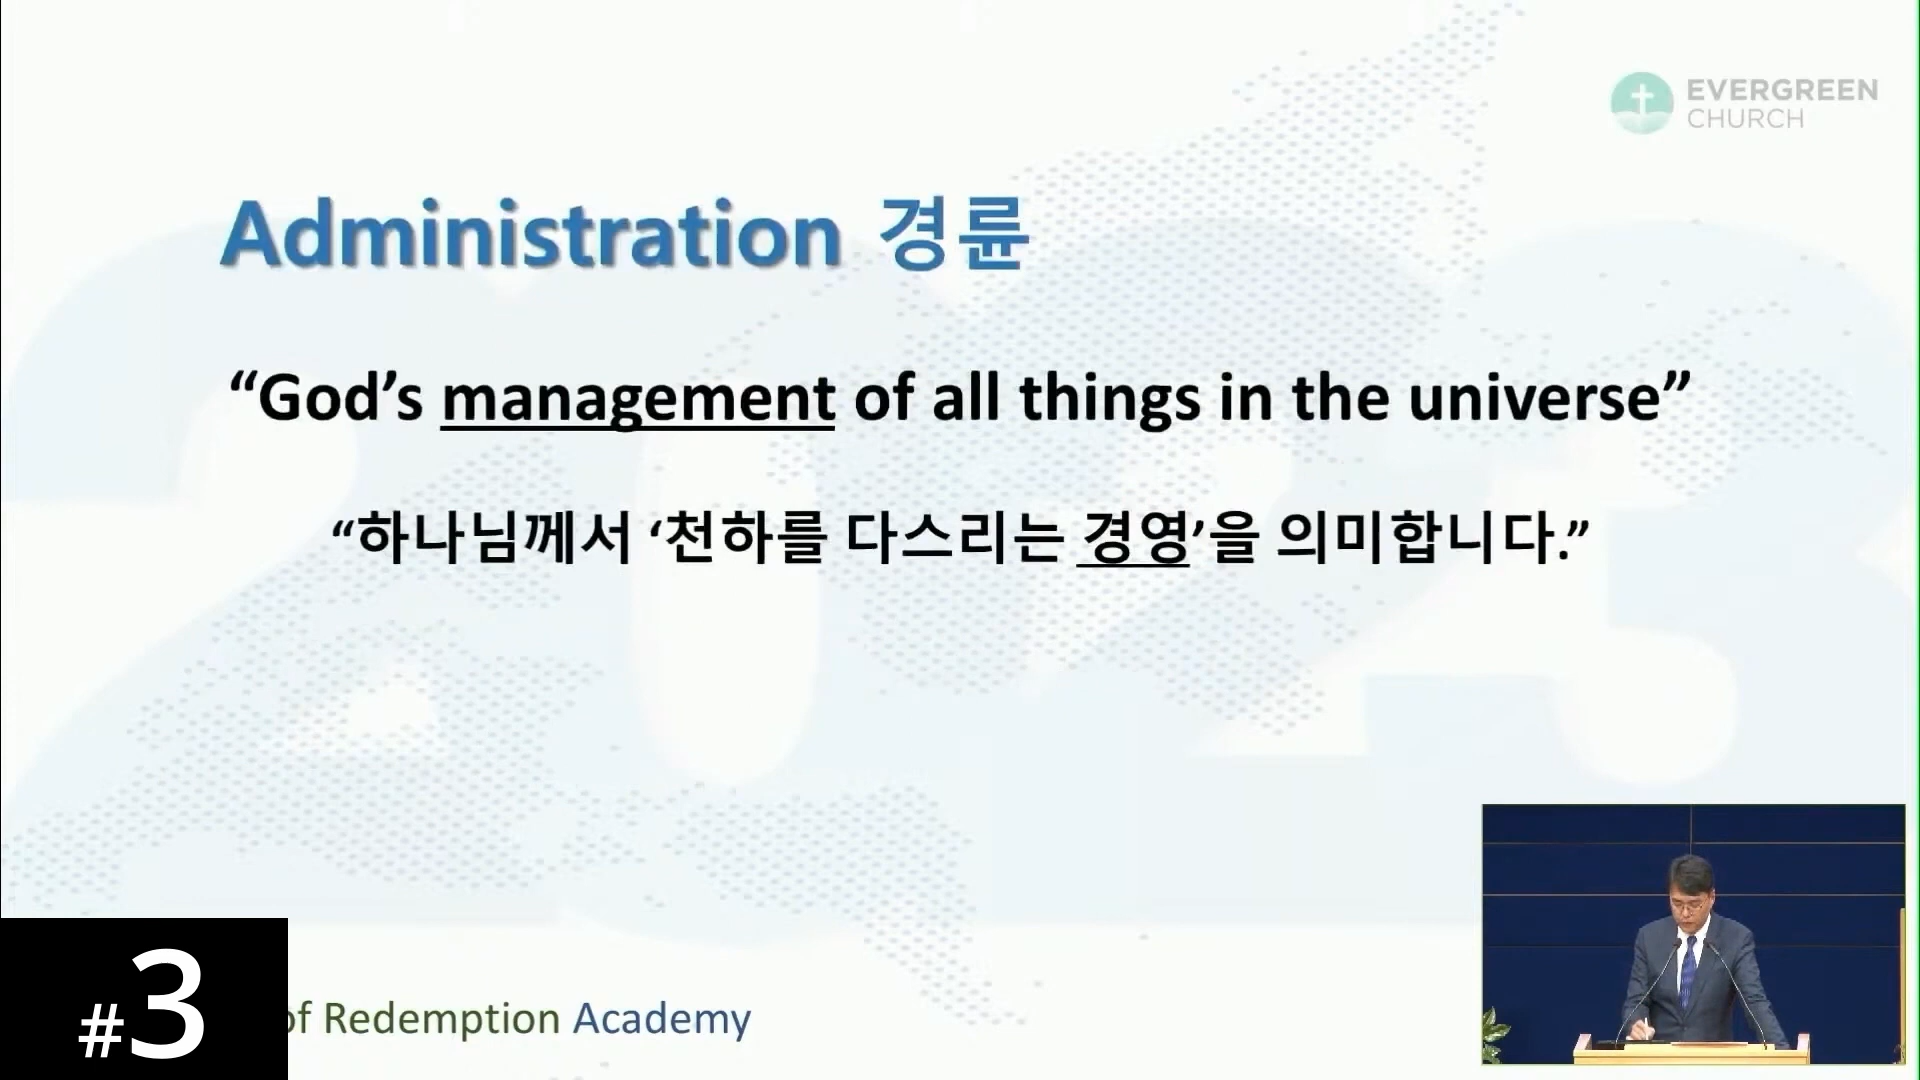 EVERGREEN
CHURCH
Administration 경륜
“God’s management of all things in the universe”
“하나님께서 ‘천하를 다스리는 경영’을 의미합니다.”
#3
of Redemption Academy
2023